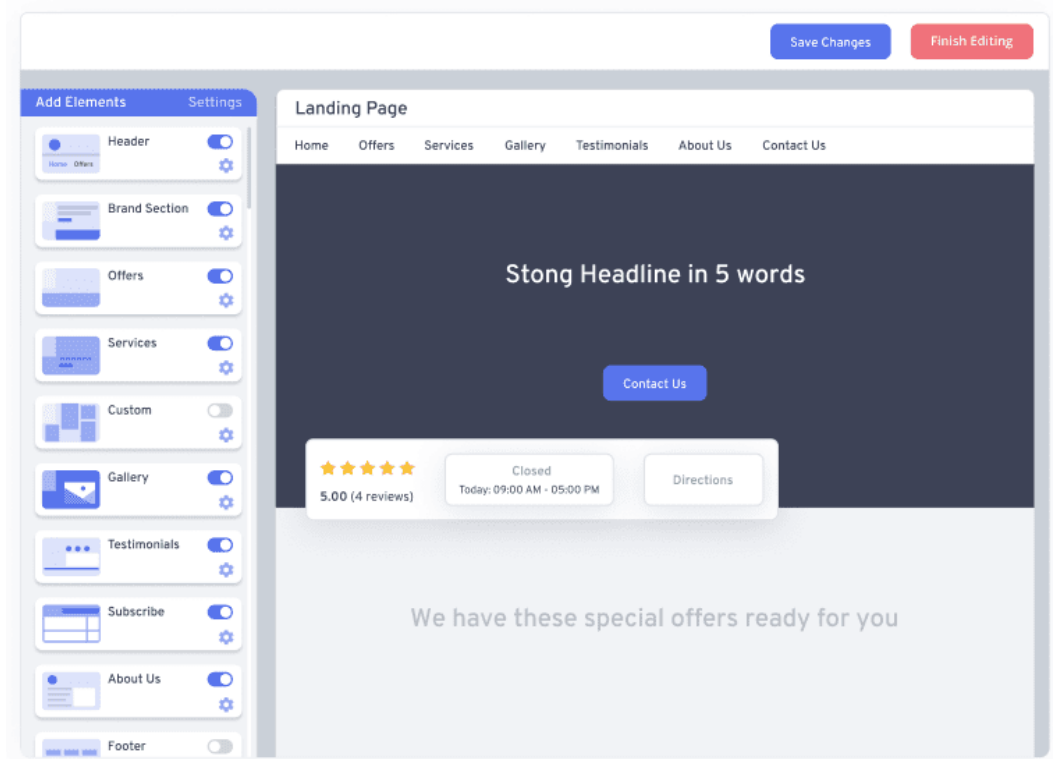 Save Changes
Finish Editing
Add Elements
Settings
Header
Home Offers
Brand Section
Offers
Services
Custom
Gallery
Testimonials
Subscribe
About Us
Footer
Landing Page
Home Offers Services Gallery Testimonials About Us Contact Us
Stong Headline in 5 words
Contact Us
5.00 (4 reviews)
Closed
Today: 09:00 AM - 05:00 PM
Directions
We have these special offers ready for you